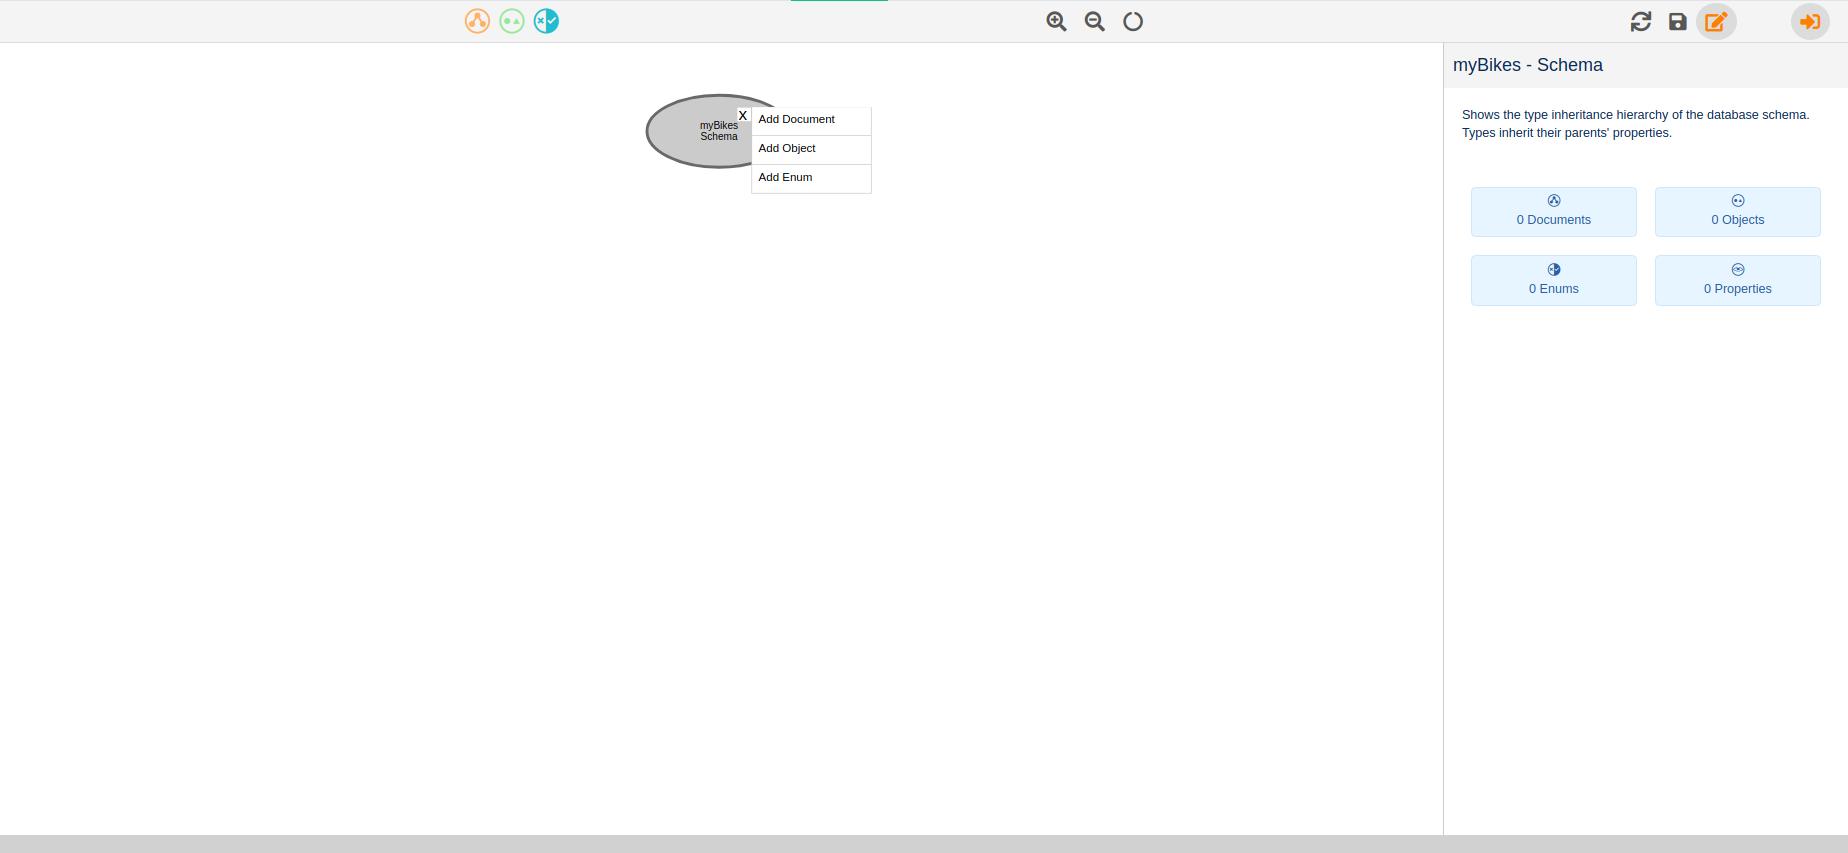 myBikes
Schema
X
Add Document
Add Object
Add Enum
myBikes - Schema
Shows the type inheritance hierarchy of the database schema.
Types inherit their parents' properties.
0 Documents
0 Objects
0 Enums
0 Properties